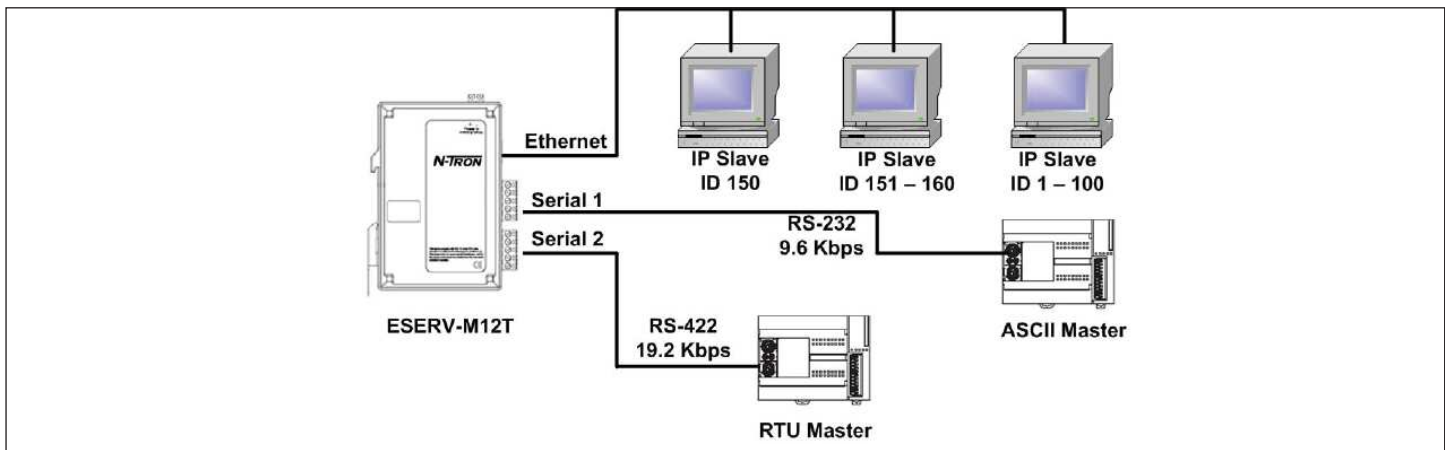 IP Slave
ID 150
IP Slave
ID 151 – 160
IP Slave
ID 1 – 100
N-TRON
Ethernet
Serial 1
Serial 2
RS-232
9.6 Kbps
ASCII Master
ESERV-M12T
RS-422
19.2 Kbps
RTU Master